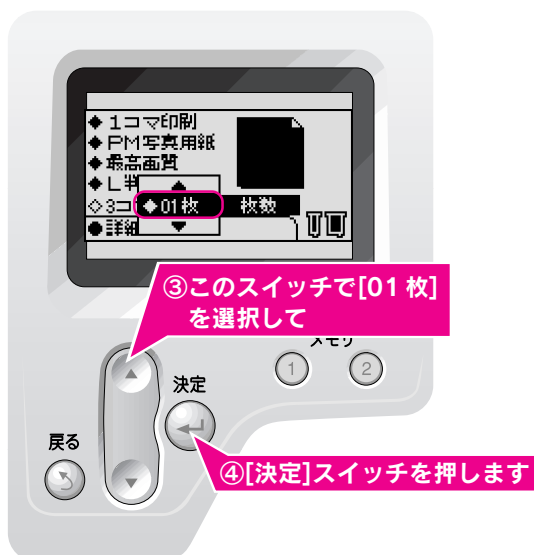 ◆1コマ印刷
◆PM写真用紙
◆最高画質
◆L判
◇3コ
◆01枚 枚数
●詳細
③このスイッチで[01枚]
を選択して
メモリ
1 2
決定
戻る
④[決定]スイッチを押します